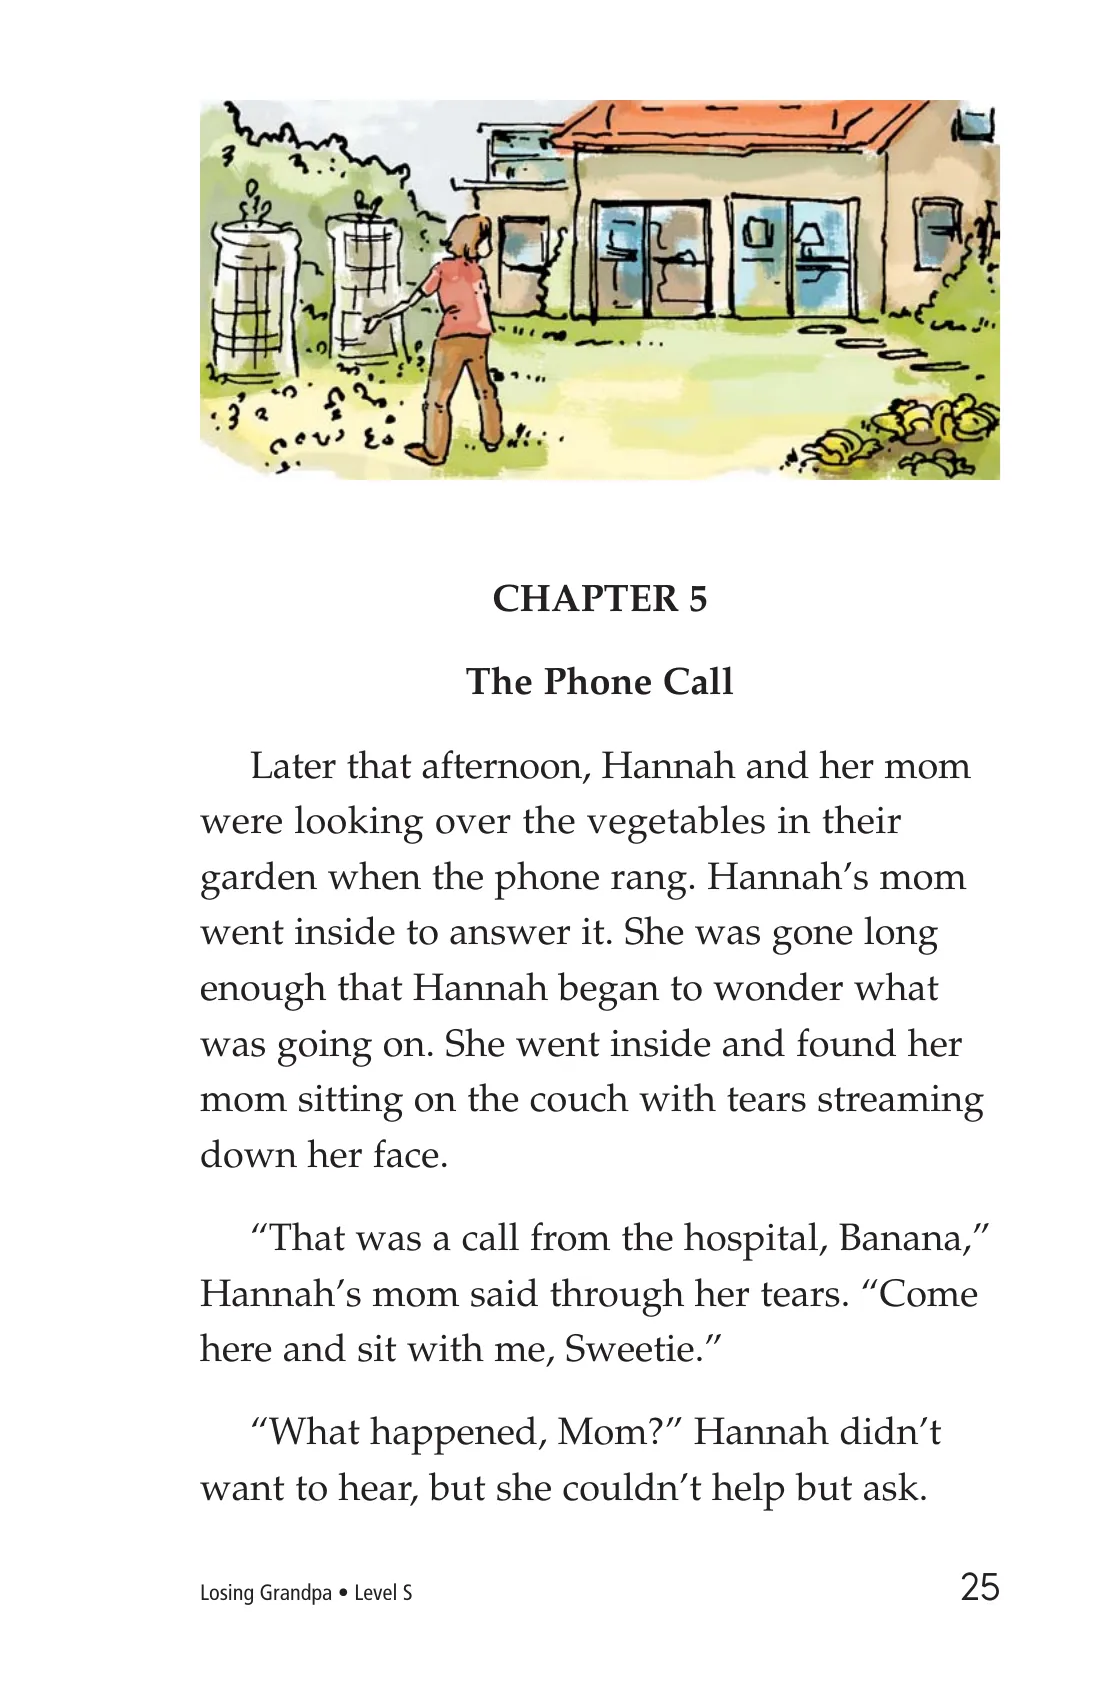 CHAPTER 5
The Phone Call
Later that afternoon, Hannah and her mom
were looking over the vegetables in their
garden when the phone rang. Hannah’s mom
went inside to answer it. She was gone long
enough that Hannah began to wonder what
was going on. She went inside and found her
mom sitting on the couch with tears streaming
down her face.
“That was a call from the hospital, Banana,”
Hannah’s mom said through her tears. “Come
here and sit with me, Sweetie.”
“What happened, Mom?” Hannah didn’t
want to hear, but she couldn’t help but ask.
Losing Grandpa • Level S 25